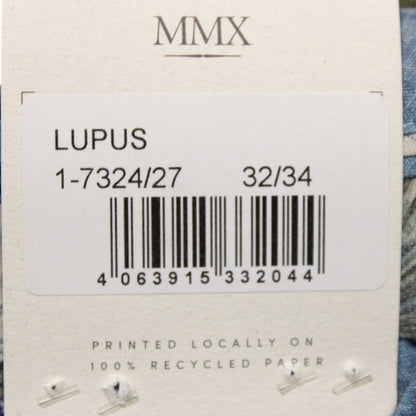 MMX
LUPUS
1-7324/27 32/34
4 063915 332044
PRINTED LOCALLY ON
100% RECYCLED PAPER